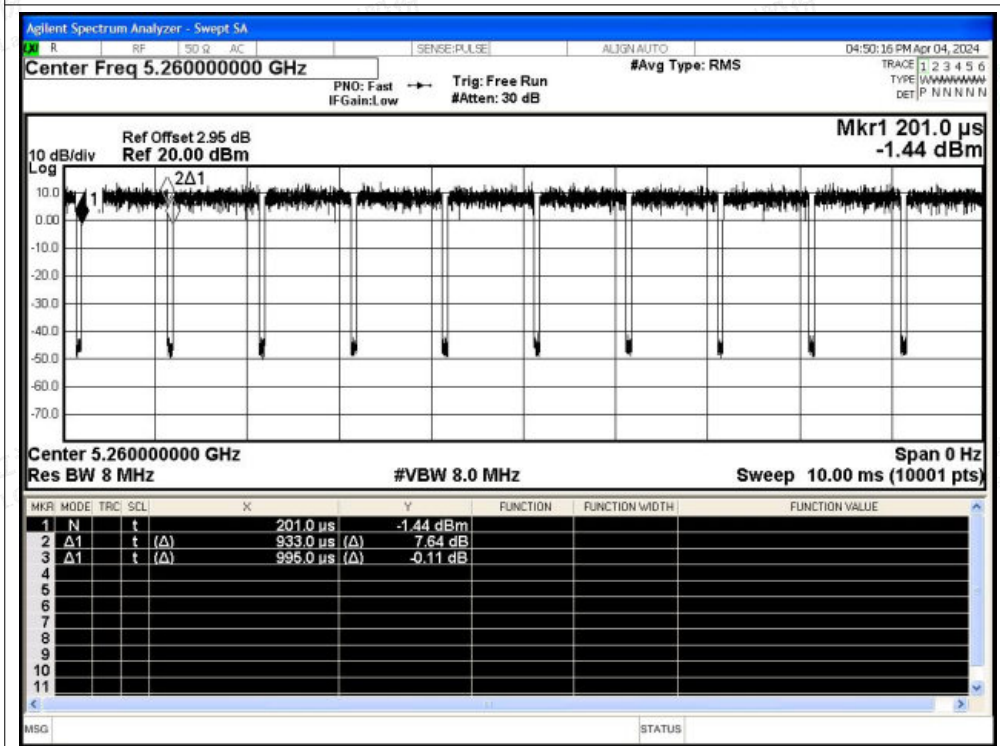 Agilent Spectrum Analyzer - Swept SA
LXI R RF 50 Ω AC SENSE:PULSE ALIGN AUTO 04:50:16 PM Apr 04, 2024
Center Freq 5.260000000 GHz #Avg Type: RMS TRACE 1 2 3 4 5 6
PNO: Fast Trig: Free Run TYPE WWWWWW
IFGain:Low #Atten: 30 dB DET P N N N N N
Mkr1 201.0 µs
Ref Offset 2.95 dB
10 dB/div Ref 20.00 dBm -1.44 dBm
Log
2Δ1
10.0
1
0.00
-10.0
-20.0
-30.0
-40.0
-50.0
-60.0
-70.0
Center 5.260000000 GHz Span 0 Hz
Res BW 8 MHz #VBW 8.0 MHz Sweep 10.00 ms (10001 pts)
MKR MODE TRC SCL X Y FUNCTION FUNCTION WIDTH FUNCTION VALUE
1 N t 201.0 µs -1.44 dBm
2 Δ1 t (Δ) 933.0 µs (Δ) 7.64 dB
3 Δ1 t (Δ) 995.0 µs (Δ) -0.11 dB
4
5
6
7
8
9
10
11
MSG STATUS